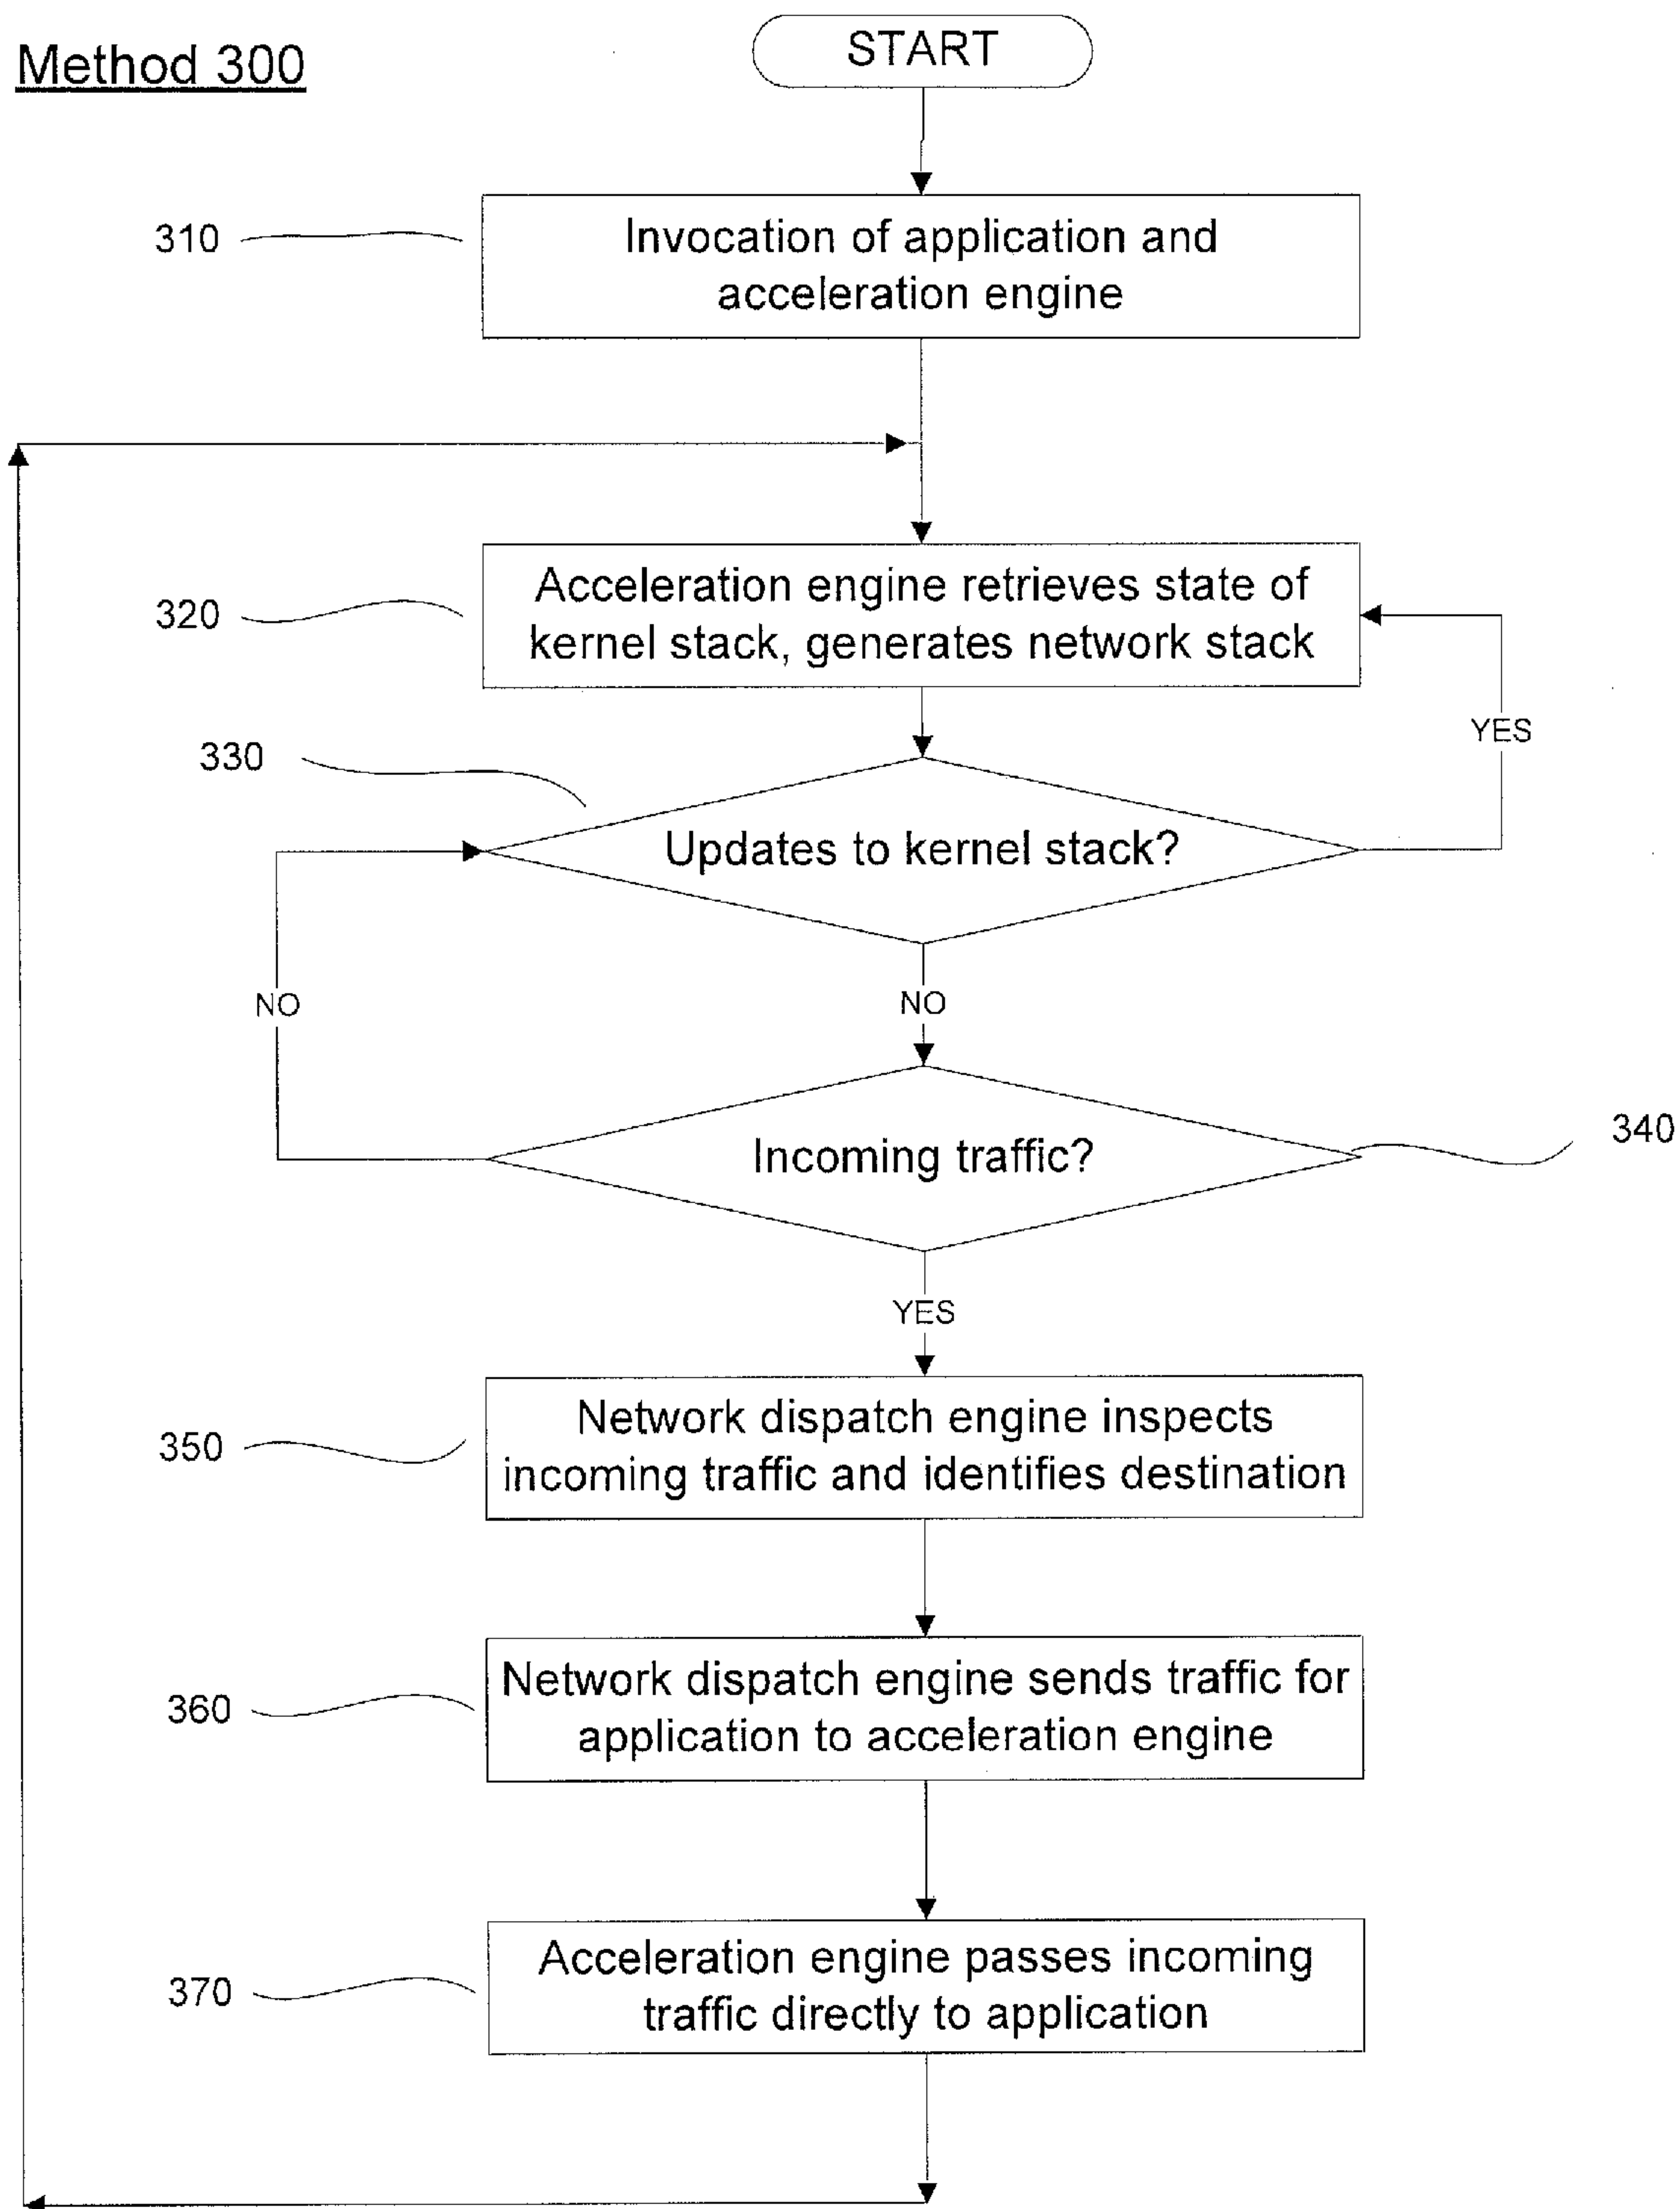 Method 300
START
310
Invocation of application and
acceleration engine
320
Acceleration engine retrieves state of
kernel stack, generates network stack
YES
330
Updates to kernel stack?
NO
NO
340
Incoming traffic?
YES
350
Network dispatch engine inspects
incoming traffic and identifies destination
360
Network dispatch engine sends traffic for
application to acceleration engine
370
Acceleration engine passes incoming
traffic directly to application